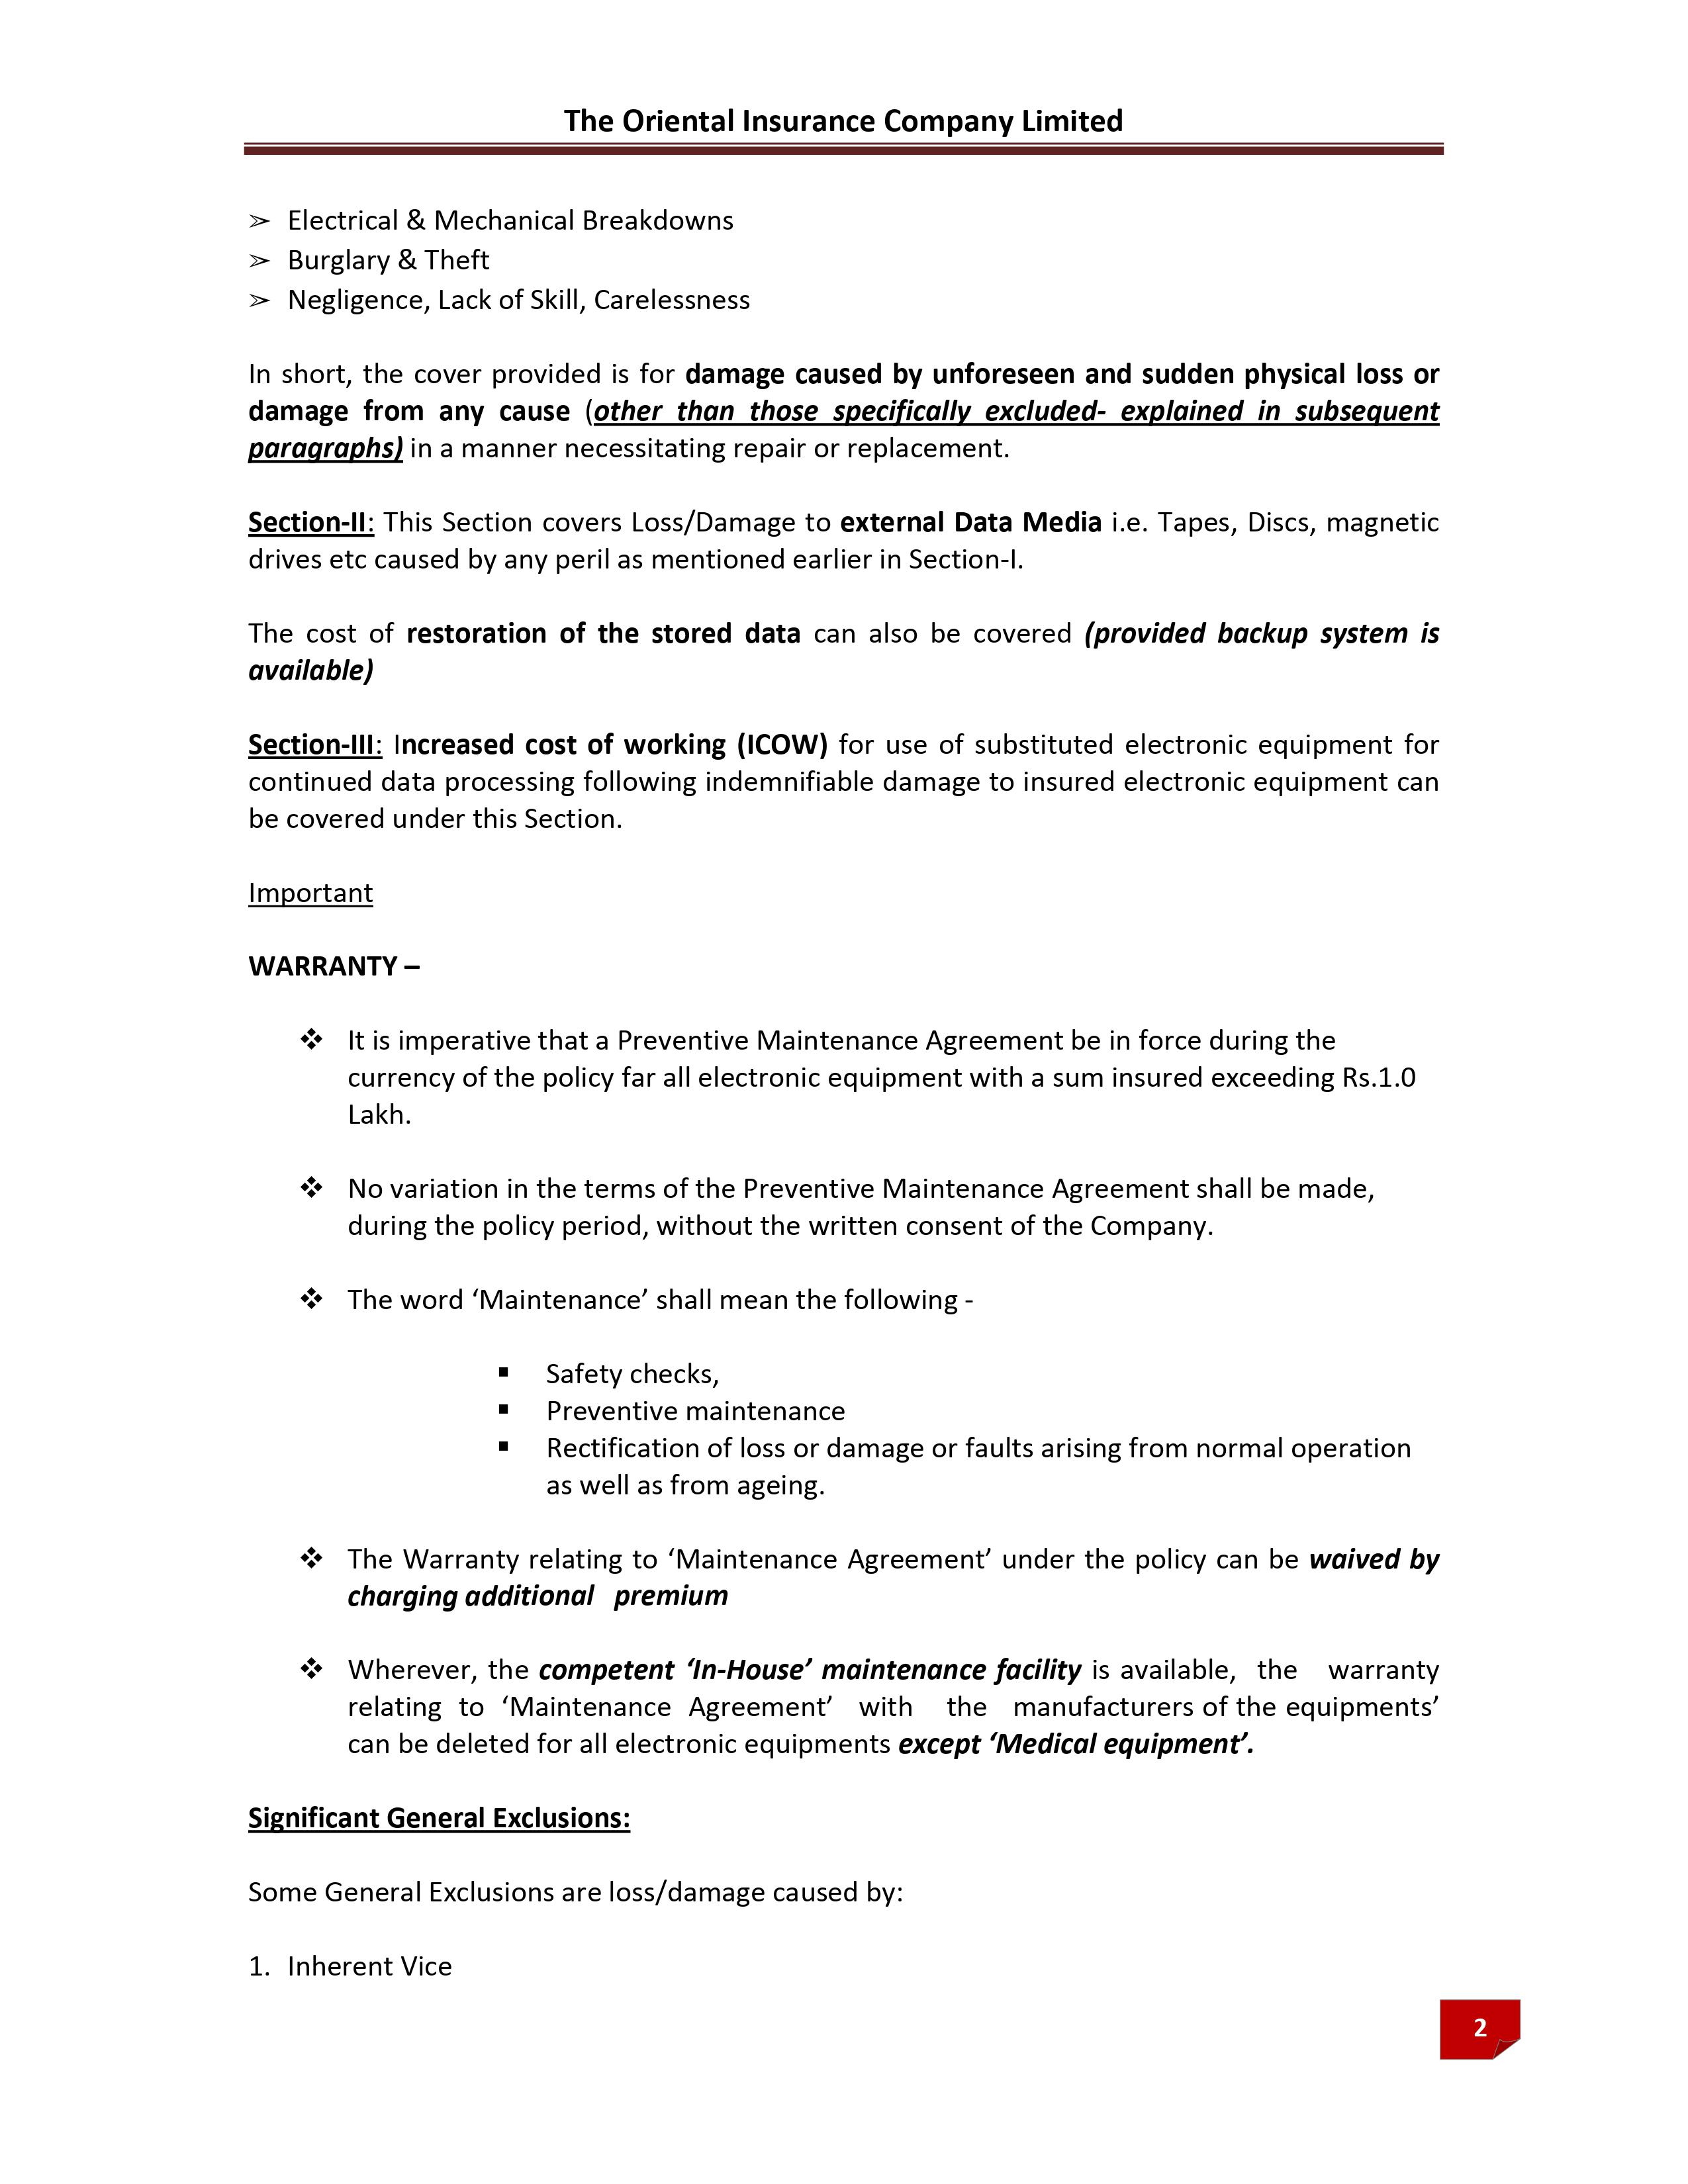 The Oriental Insurance Company Limited
➢ Electrical & Mechanical Breakdowns
➢ Burglary & Theft
➢ Negligence, Lack of Skill, Carelessness
In short, the cover provided is for damage caused by unforeseen and sudden physical loss or
damage from any cause (other than those specifically excluded- explained in subsequent
paragraphs) in a manner necessitating repair or replacement.
Section-II: This Section covers Loss/Damage to external Data Media i.e. Tapes, Discs, magnetic
drives etc caused by any peril as mentioned earlier in Section-I.
The cost of restoration of the stored data can also be covered (provided backup system is
available)
Section-III: Increased cost of working (ICOW) for use of substituted electronic equipment for
continued data processing following indemnifiable damage to insured electronic equipment can
be covered under this Section.
Important
WARRANTY –
❖ It is imperative that a Preventive Maintenance Agreement be in force during the
currency of the policy far all electronic equipment with a sum insured exceeding Rs.1.0
Lakh.
❖ No variation in the terms of the Preventive Maintenance Agreement shall be made,
during the policy period, without the written consent of the Company.
❖ The word ‘Maintenance’ shall mean the following -
▪ Safety checks,
▪ Preventive maintenance
▪ Rectification of loss or damage or faults arising from normal operation
as well as from ageing.
❖ The Warranty relating to ‘Maintenance Agreement’ under the policy can be waived by
charging additional premium
❖ Wherever, the competent ‘In-House’ maintenance facility is available, the warranty
relating to ‘Maintenance Agreement’ with the manufacturers of the equipments’
can be deleted for all electronic equipments except ‘Medical equipment’.
Significant General Exclusions:
Some General Exclusions are loss/damage caused by:
1. Inherent Vice
2